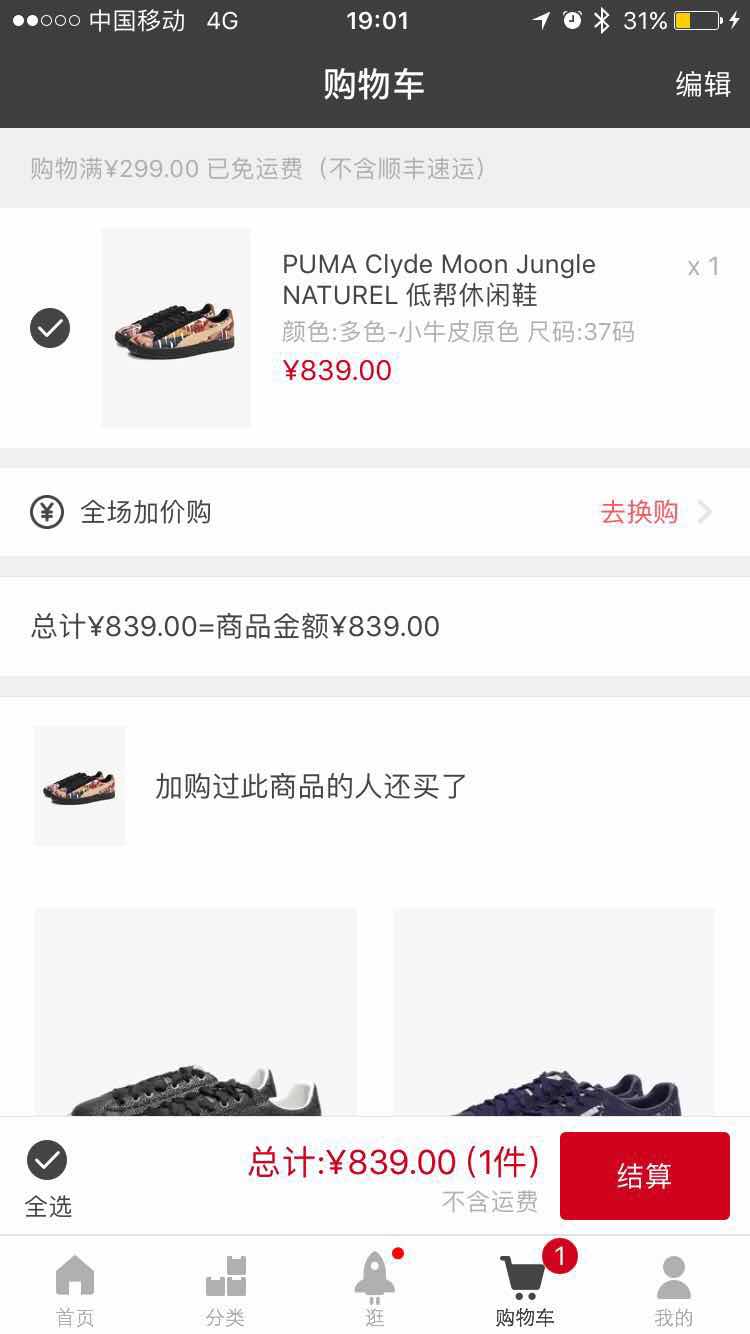 中国移动 4G 19:01 31%
购物车 编辑
购物满¥299.00 已免运费（不含顺丰速运）
PUMA Clyde Moon Jungle x 1
NATUREL 低帮休闲鞋
颜色:多色-小牛皮原色 尺码:37码
¥839.00
¥ 全场加价购 去换购
总计¥839.00=商品金额¥839.00
加购过此商品的人还买了
总计:¥839.00 (1件) 结算
全选 不含运费
1
首页 分类 逛 购物车 我的